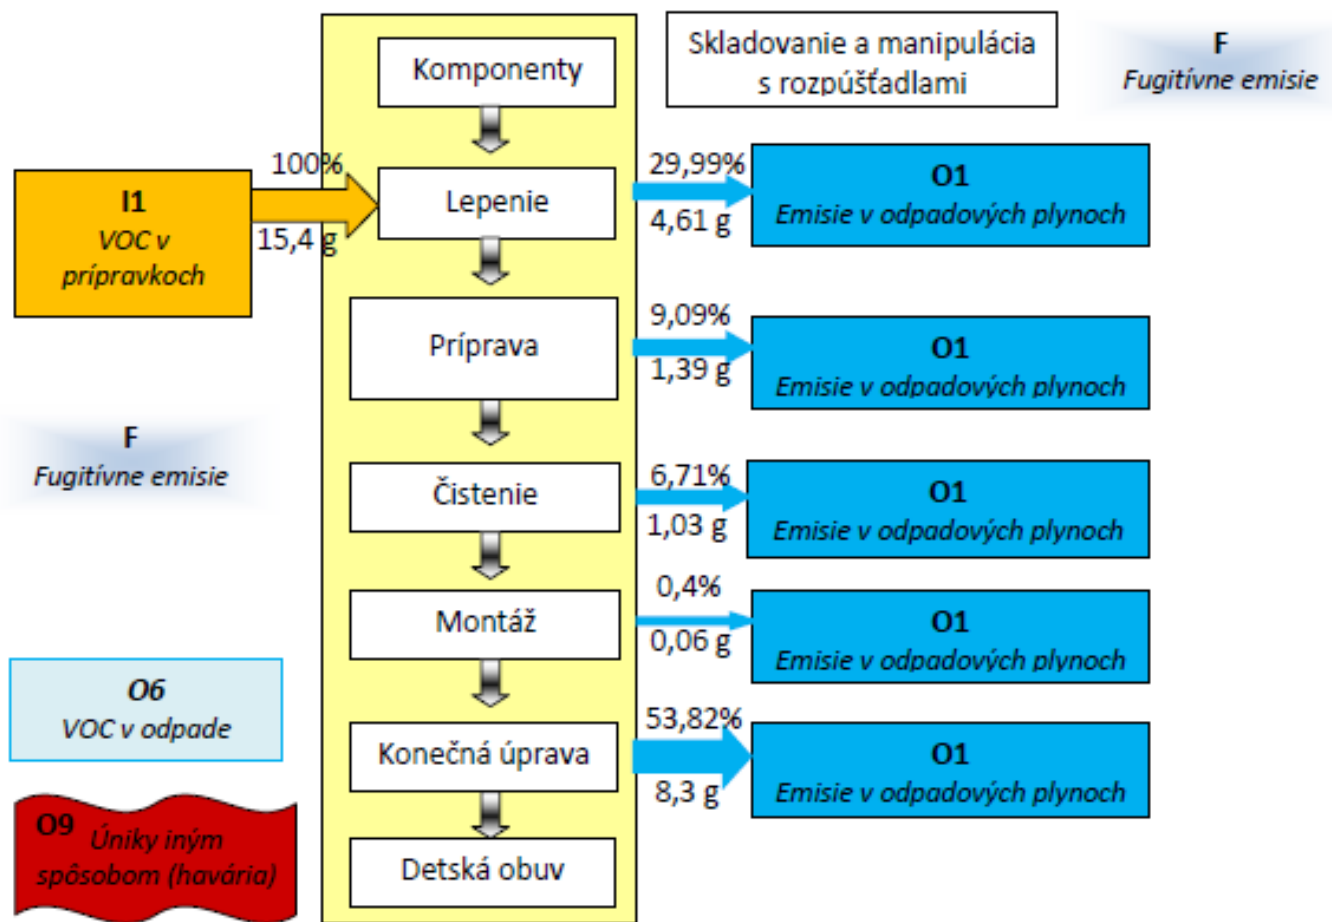 Komponenty
Skladovanie a manipulácia
s rozpúšťadlami
F
Fugitívne emisie
I1
VOC v
prípravkoch
100%
15,4 g
Lepenie
29,99%
4,61 g
O1
Emisie v odpadových plynoch
Príprava
9,09%
1,39 g
O1
Emisie v odpadových plynoch
F
Fugitívne emisie
Čistenie
6,71%
1,03 g
O1
Emisie v odpadových plynoch
Montáž
0,4%
0,06 g
O1
Emisie v odpadových plynoch
O6
VOC v odpade
Konečná úprava
53,82%
8,3 g
O1
Emisie v odpadových plynoch
O9 Úniky iným
spôsobom (havária)
Detská obuv